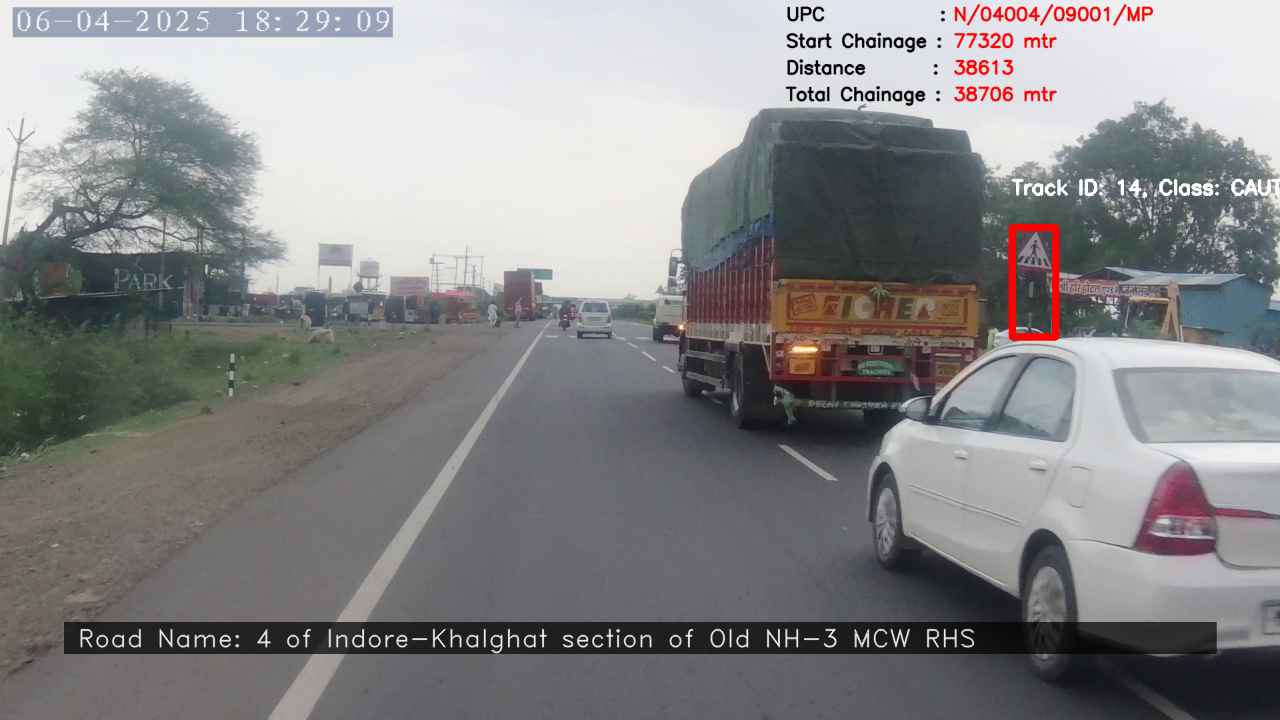 06-04-2025 18:29:09
UPC : N/04004/09001/MP
Start Chainage : 77320 mtr
Distance : 38613
Total Chainage : 38706 mtr
Track ID: 14, Class: CAUT
PARK
EICHER
Road Name: 4 of Indore-Khalghat section of Old NH-3 MCW RHS